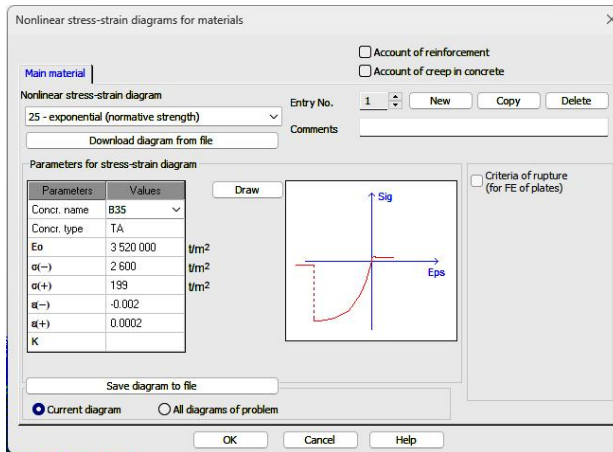 Nonlinear stress-strain diagrams for materials
Account of reinforcement
Account of creep in concrete
Main material
Nonlinear stress-strain diagram
25 - exponential (normative strength)
Download diagram from file
Entry No.
1
New
Copy
Delete
Comments
Parameters for stress-strain diagram
Parameters Values
Concr. name B35
Concr. type TA
Eo 3 520 000 t/m2
σ(−) 2 600 t/m2
σ(+) 199 t/m2
ε(−) -0.002
ε(+) 0.0002
K
Draw
Sig
Eps
Criteria of rupture
(for FE of plates)
Save diagram to file
Current diagram
All diagrams of problem
OK
Cancel
Help